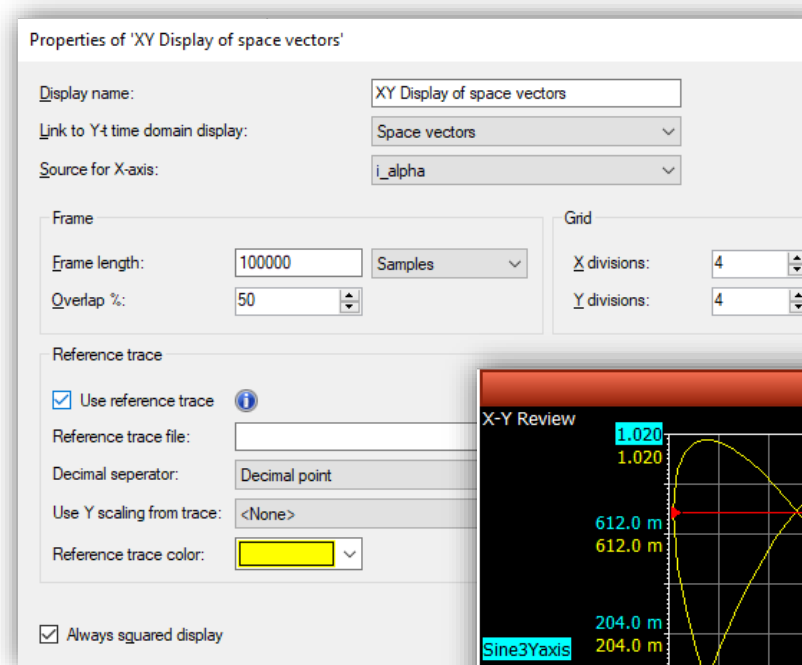 Properties of 'XY Display of space vectors'
Display name: XY Display of space vectors
Link to Y-t time domain display: Space vectors
Source for X-axis: i_alpha
Frame
Frame length: 100000 Samples
Overlap %: 50
Grid
X divisions: 4
Y divisions: 4
Reference trace
Use reference trace
Reference trace file:
Decimal seperator: Decimal point
Use Y scaling from trace: <None>
Reference trace color:
Always squared display
X-Y Review
1.020
1.020
612.0 m
612.0 m
204.0 m
Sine3Yaxis 204.0 m